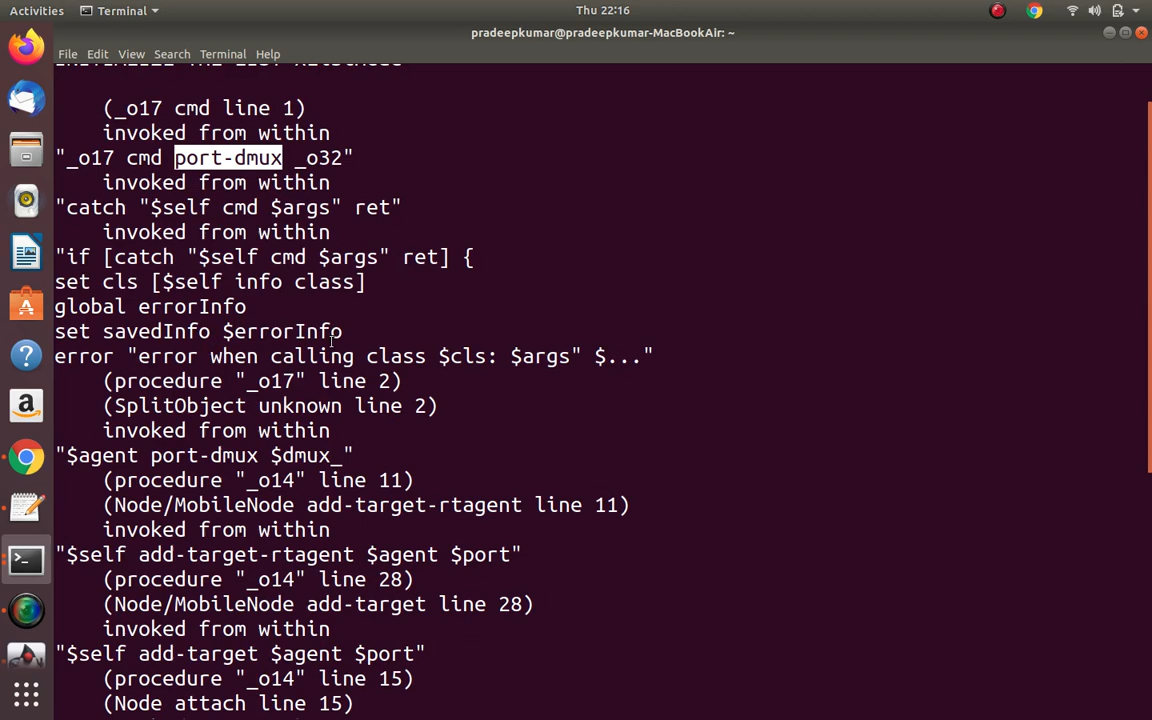 Activities Terminal Thu 22:16
pradeepkumar@pradeepkumar-MacBookAir: ~
File Edit View Search Terminal Help
(_o17 cmd line 1)
invoked from within
"_o17 cmd port-dmux _o32"
invoked from within
"catch "$self cmd $args" ret"
invoked from within
"if [catch "$self cmd $args" ret] {
set cls [$self info class]
global errorInfo
set savedInfo $errorInfo
error "error when calling class $cls: $args" $..."
(procedure "_o17" line 2)
(SplitObject unknown line 2)
invoked from within
"$agent port-dmux $dmux_"
(procedure "_o14" line 11)
(Node/MobileNode add-target-rtagent line 11)
invoked from within
"$self add-target-rtagent $agent $port"
(procedure "_o14" line 28)
(Node/MobileNode add-target line 28)
invoked from within
"$self add-target $agent $port"
(procedure "_o14" line 15)
(Node attach line 15)